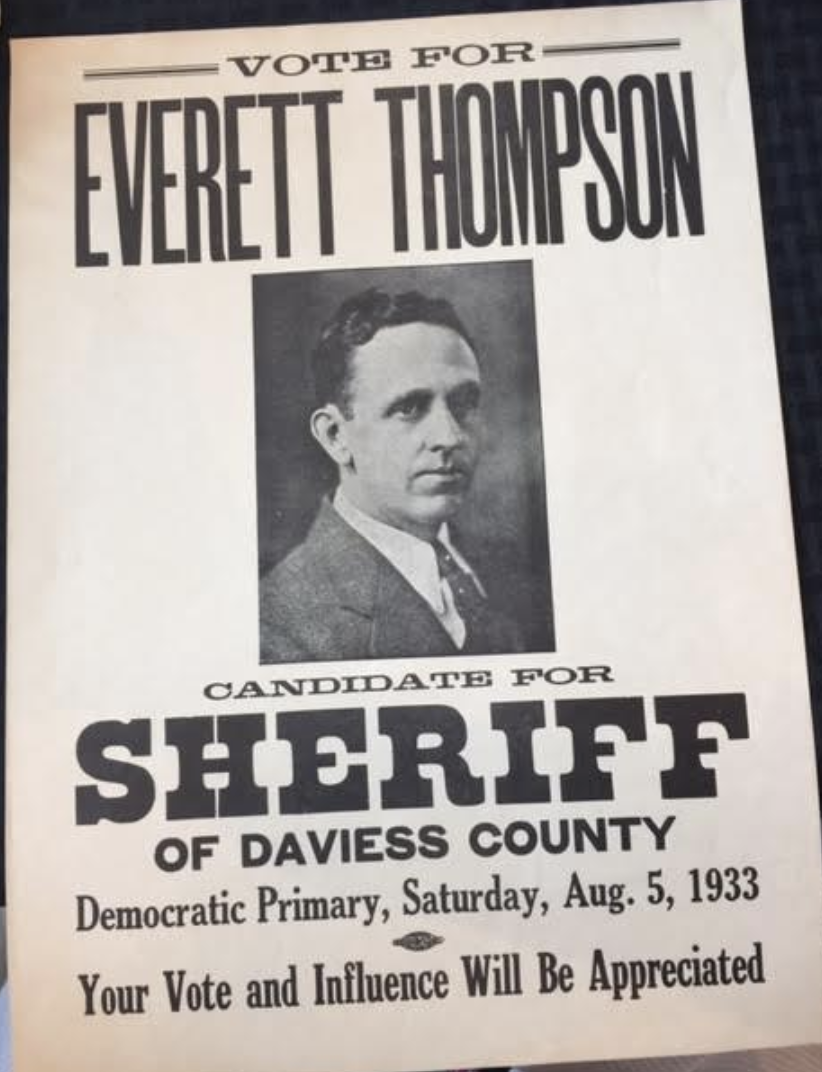 VOTE FOR
EVERETT THOMPSON
CANDIDATE FOR
SHERIFF
OF DAVIESS COUNTY
Democratic Primary, Saturday, Aug. 5, 1933
Your Vote and Influence Will Be Appreciated